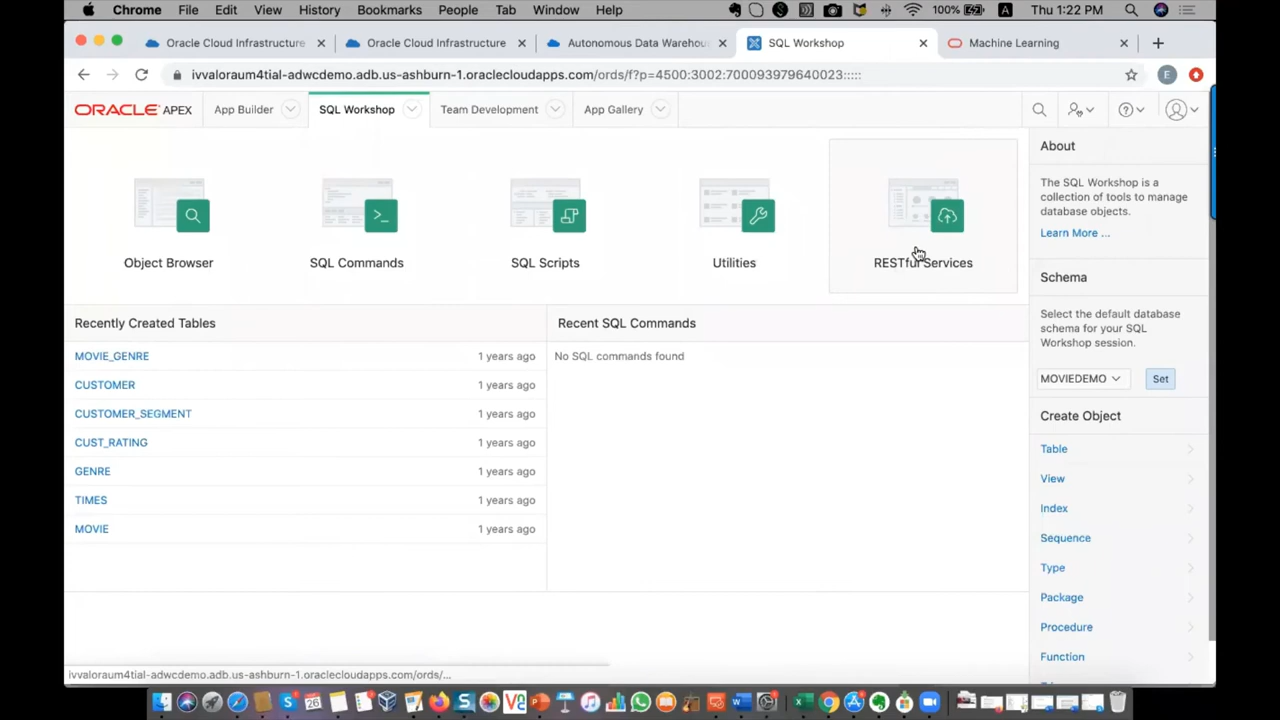 Chrome File Edit View History Bookmarks People Tab Window Help 100% A Thu 1:22 PM
Oracle Cloud Infrastructure Oracle Cloud Infrastructure Autonomous Data Warehou SQL Workshop Machine Learning
ivvaloraum4tial-adwcdemo.adb.us-ashburn-1.oraclecloudapps.com/ords/f?p=4500:3002:700093979640023::::: E
ORACLE APEX App Builder SQL Workshop Team Development App Gallery
Object Browser
SQL Commands
SQL Scripts
Utilities
RESTful Services
Recently Created Tables
MOVIE_GENRE 1 years ago
CUSTOMER 1 years ago
CUSTOMER_SEGMENT 1 years ago
CUST_RATING 1 years ago
GENRE 1 years ago
TIMES 1 years ago
MOVIE 1 years ago
Recent SQL Commands
No SQL commands found
About
The SQL Workshop is a
collection of tools to manage
database objects.
Learn More ...
Schema
Select the default database
schema for your SQL
Workshop session.
MOVIEDEMO Set
Create Object
Table
View
Index
Sequence
Type
Package
Procedure
Function
ivvaloraum4tial-adwcdemo.adb.us-ashburn-1.oraclecloudapps.com/ords/...